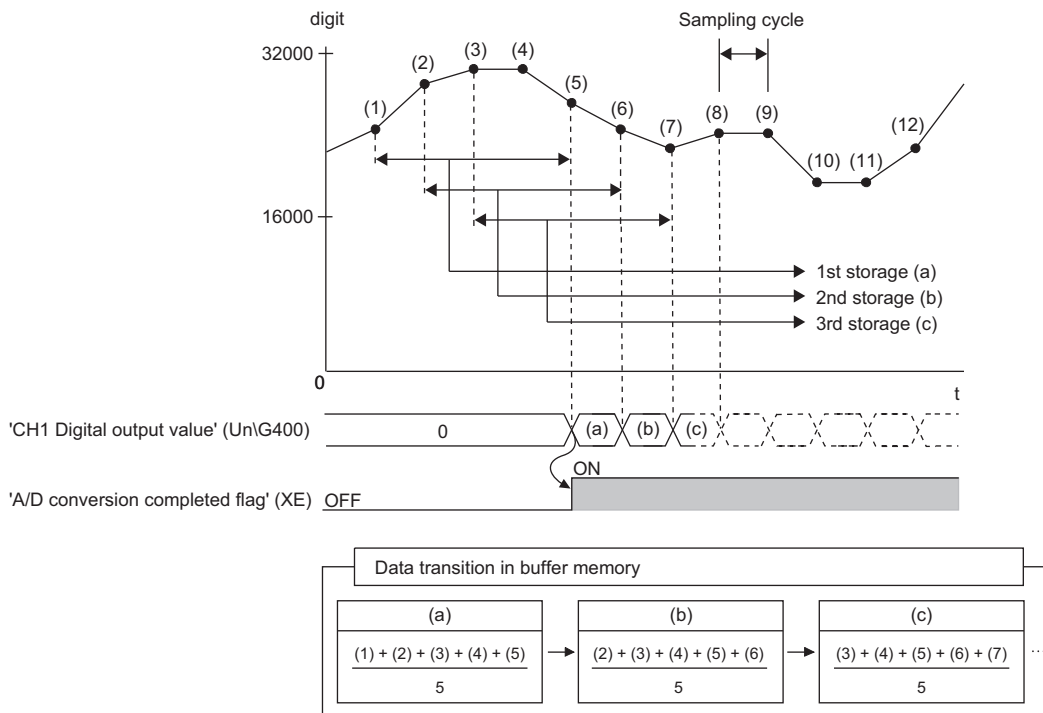 digit
Sampling cycle
32000
(1)
(2)
(3)
(4)
(5)
(6)
(7)
(8)
(9)
(10)
(11)
(12)
16000
1st storage (a)
2nd storage (b)
3rd storage (c)
0
t
'CH1 Digital output value' (Un\G400)
0
(a)
(b)
(c)
'A/D conversion completed flag' (XE)
OFF
ON
Data transition in buffer memory
(a)
(1) + (2) + (3) + (4) + (5)
5
(b)
(2) + (3) + (4) + (5) + (6)
5
(c)
(3) + (4) + (5) + (6) + (7)
5
...